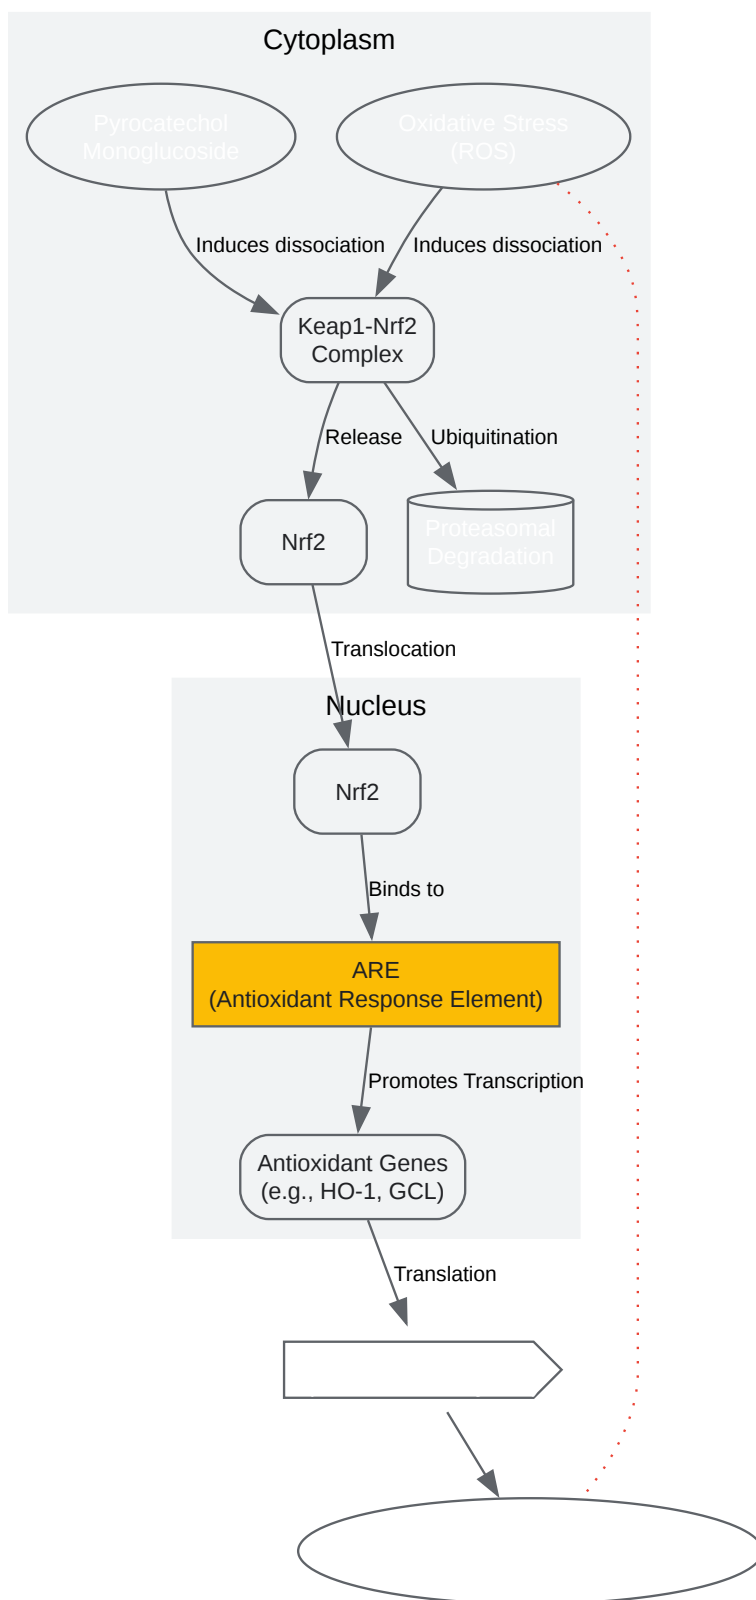 Cytoplasm
Pyrocatechol
Monoglucoside
Oxidative Stress
(ROS)
Induces dissociation
Induces dissociation
Keap1-Nrf2
Complex
Release
Ubiquitination
Nrf2
Proteasomal
Degradation
Translocation
Nucleus
Nrf2
Binds to
ARE
(Antioxidant Response Element)
Promotes Transcription
Antioxidant Genes
(e.g., HO-1, GCL)
Translation